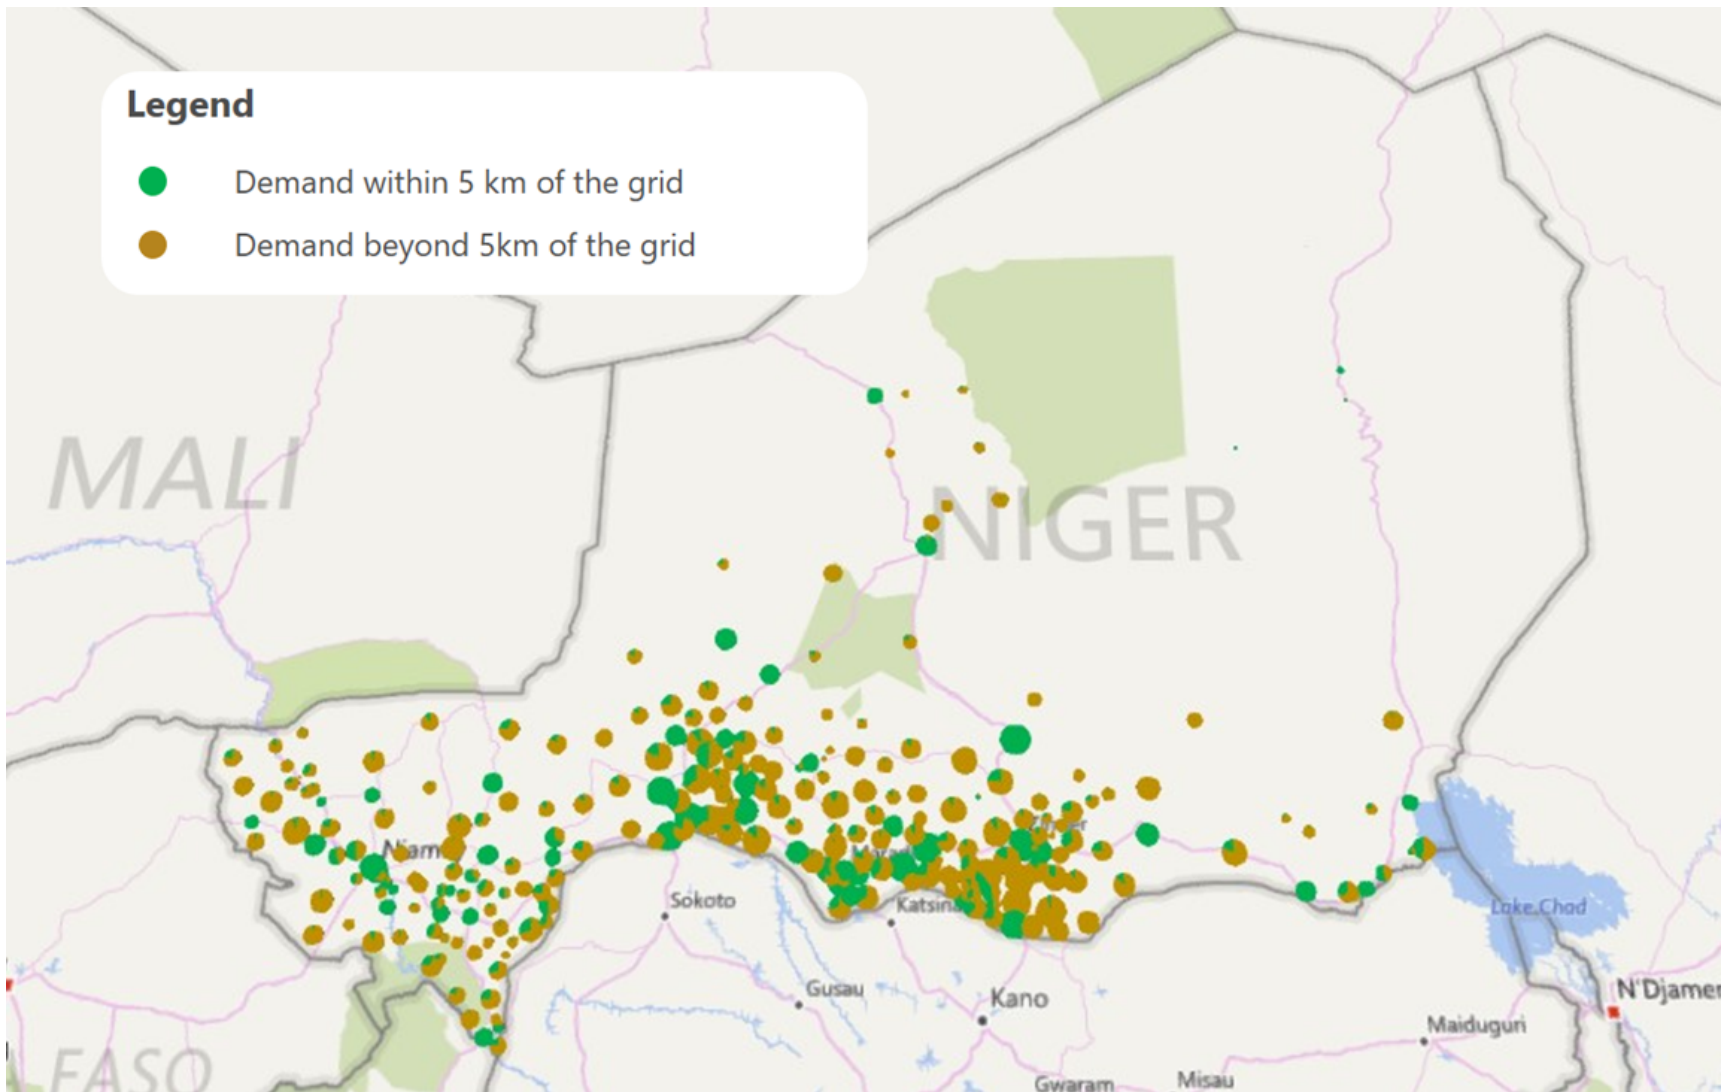 Legend
Demand within 5 km of the grid
Demand beyond 5km of the grid
MALI
NIGER
Sokoto
Katsina
Lake Chad
Gusau
Kano
N'Djamen
Maiduguri
FASO
Misau
Gwaram